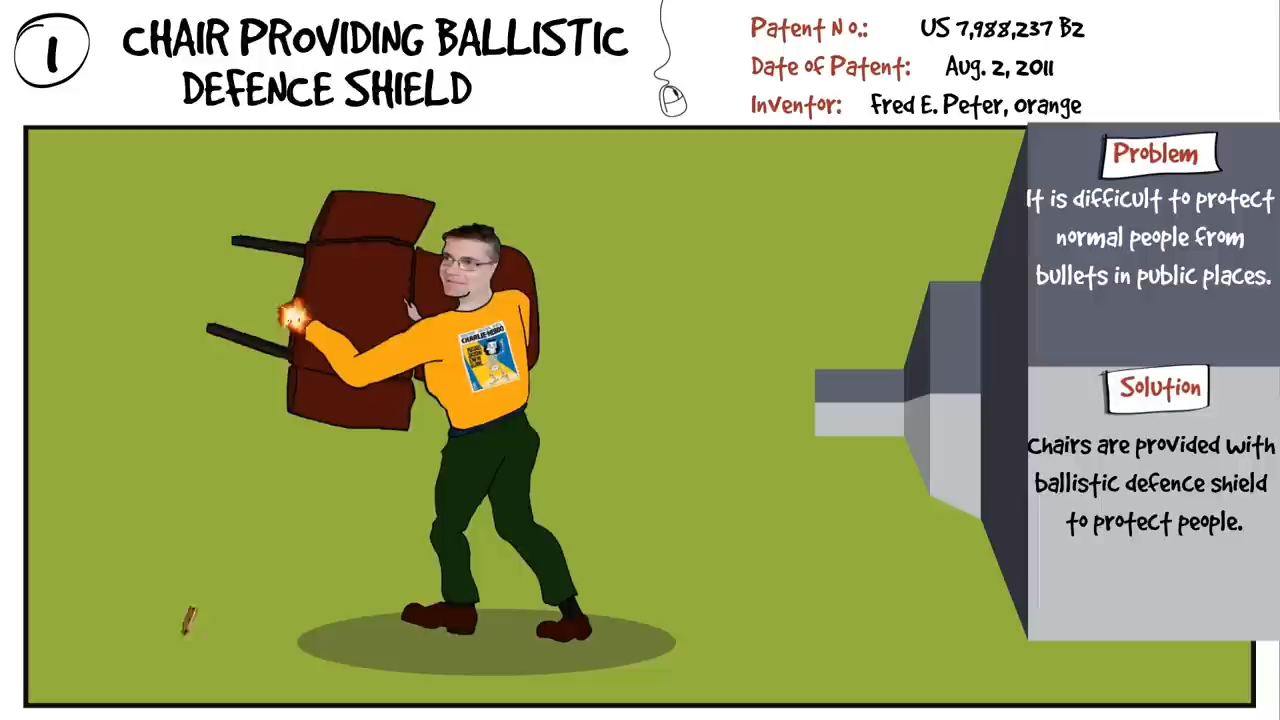 1
CHAIR PROVIDING BALLISTIC
DEFENCE SHIELD
Patent No.: US 7,988,237 B2
Date of Patent: Aug. 2, 2011
Inventor: Fred E. Peter, orange
Problem
It is difficult to protect
normal people from
bullets in public places.
Solution
Chairs are provided with
ballistic defence shield
to protect people.
CHARLIE HEBDO